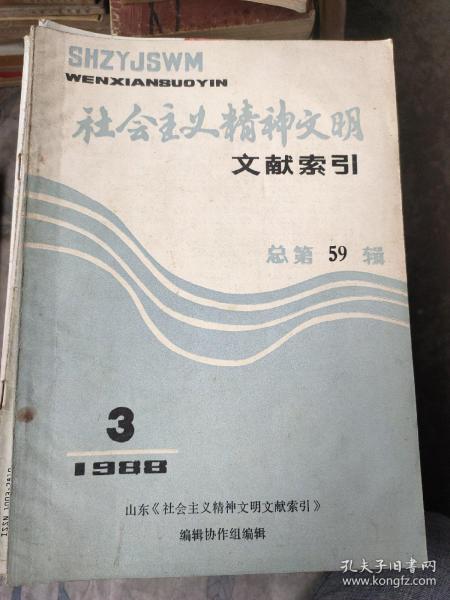 SHZYJSWM
WENXIANSUOYIN
社会主义精神文明
文献索引
总第 59 辑
3
1988
山东《社会主义精神文明文献索引》
编辑协作组编辑
孔夫子旧书网
www.kongfz.com